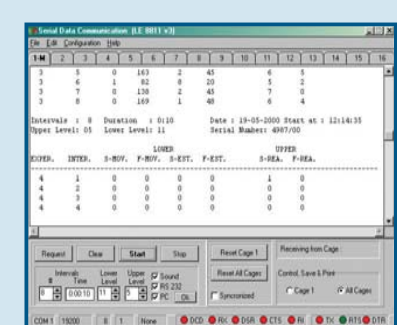 Serial Data Communication (LE 8811 v3)
File Edit Configuration Help
1-M 2 3 4 5 6 7 8 9 10 11 12 13 14 15 16
3 5 0 163 2 45 6 5
3 6 1 82 8 20 5 2
3 7 0 138 2 45 7 0
3 8 0 169 1 48 6 4
Intervals : 8 Duration : 0:10 Date : 19-05-2000 Start at : 12:14:35
Upper Level: 05 Lower Level: 11 Serial Number: 4987/00
LOWER UPPER
EXPER. INTER. S-MOV. F-MOV. S-EST. F-EST. S-REA. F-REA.
4 1 0 0 0 0 1 0
4 2 0 0 0 0 0 0
4 3 0 0 0 0 0 0
4 4 0 0 0 0 0 0
Request Clear Start Stop Reset Cage 1 Receiving from Cage :
Intervals Lower Upper Sound Reset All Cages Control, Save & Print
# Time Level Level RS 232
8 0:00:10 11 5 PC Ok Syncronized Cage 1 All Cages
COM 1 19200 8 1 None DCD RX DSR CTS RI TX RTS DTR